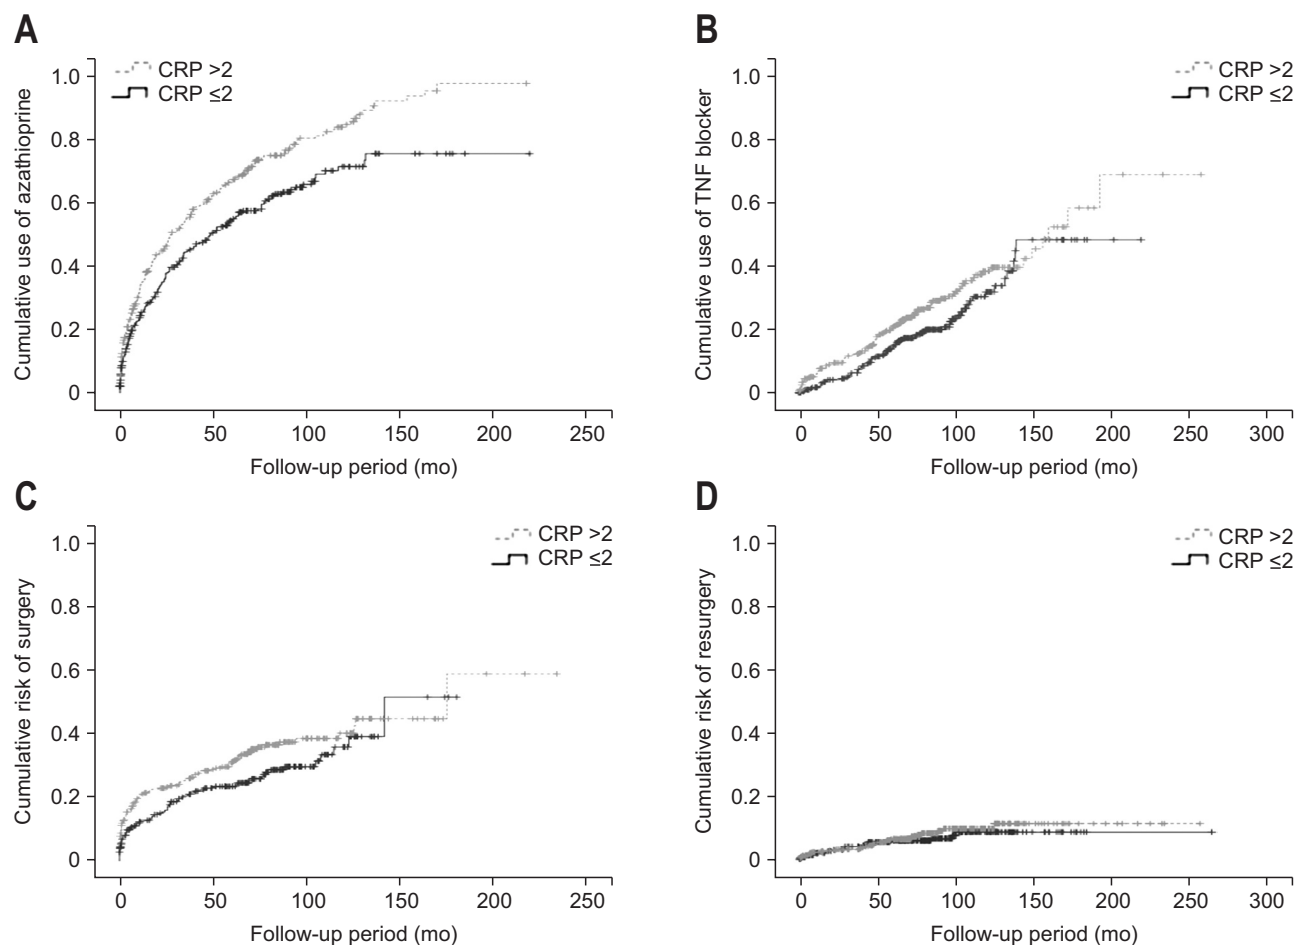 A
CRP >2
CRP ≤2
Cumulative use of azathioprine
1.0
0.8
0.6
0.4
0.2
0
0 50 100 150 200 250
Follow-up period (mo)
B
CRP >2
CRP ≤2
Cumulative use of TNF blocker
1.0
0.8
0.6
0.4
0.2
0
0 50 100 150 200 250 300
Follow-up period (mo)
C
CRP >2
CRP ≤2
Cumulative risk of surgery
1.0
0.8
0.6
0.4
0.2
0
0 50 100 150 200 250
Follow-up period (mo)
D
CRP >2
CRP ≤2
Cumulative risk of resurgery
1.0
0.8
0.6
0.4
0.2
0
0 50 100 150 200 250 300
Follow-up period (mo)